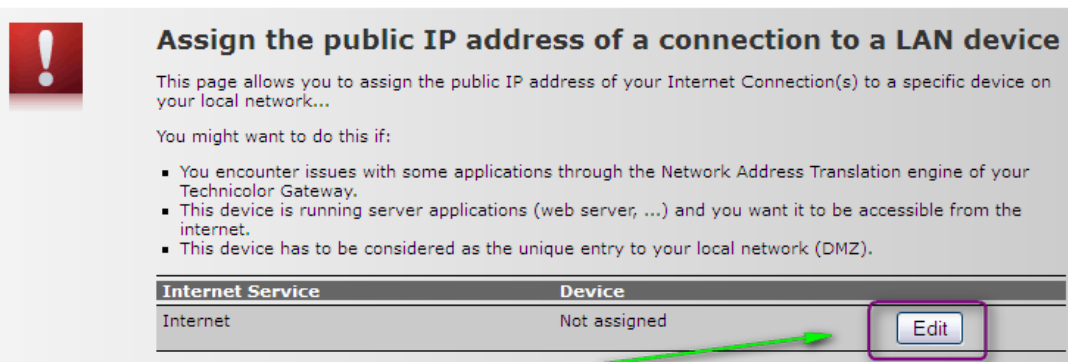 Assign the public IP address of a connection to a LAN device
This page allows you to assign the public IP address of your Internet Connection(s) to a specific device on
your local network...
You might want to do this if:
You encounter issues with some applications through the Network Address Translation engine of your
Technicolor Gateway.
This device is running server applications (web server, ...) and you want it to be accessible from the
internet.
This device has to be considered as the unique entry to your local network (DMZ).
Internet Service Device
Internet Not assigned Edit